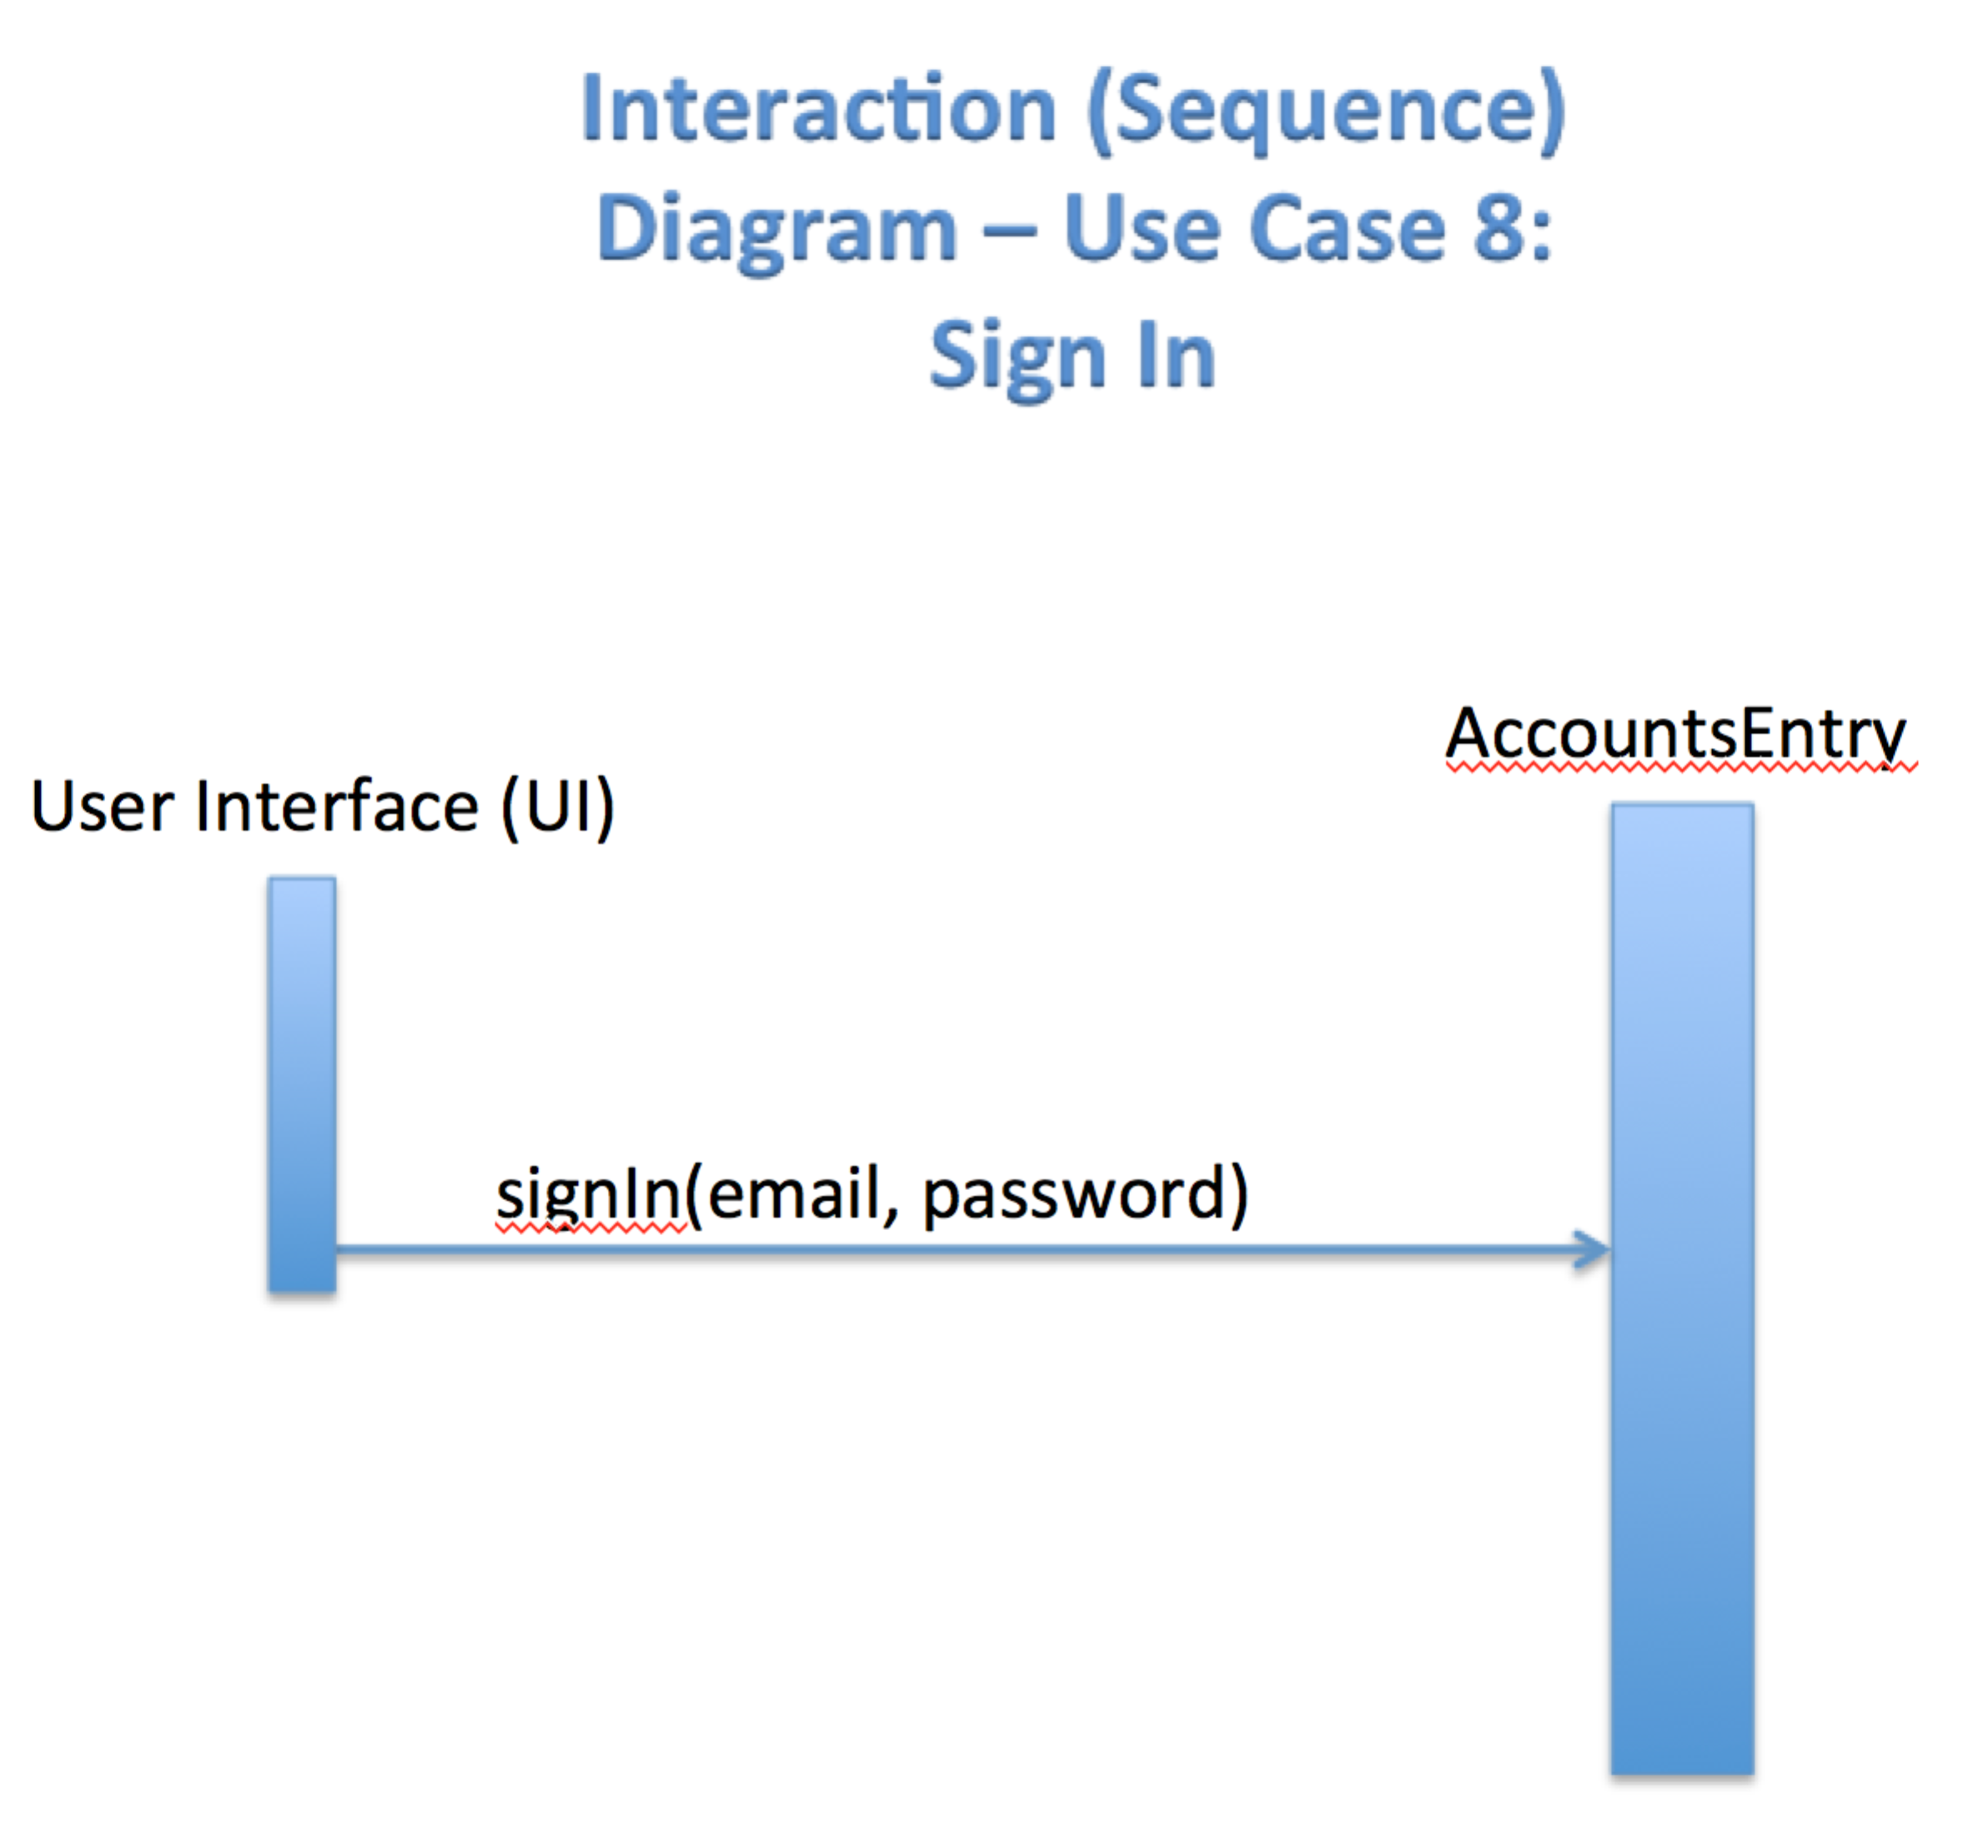 Interaction (Sequence)
Diagram – Use Case 8:
Sign In
AccountsEntry
User Interface (UI)
signIn(email, password)